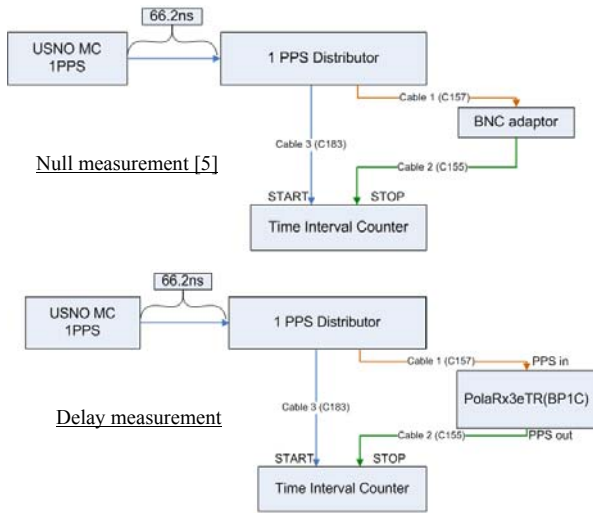 66.2ns
USNO MC
1PPS
1 PPS Distributor
Cable 1 (C157)
BNC adaptor
Cable 3 (C183)
Null measurement [5]
Cable 2 (C155)
START
STOP
Time Interval Counter
66.2ns
USNO MC
1PPS
1 PPS Distributor
Cable 1 (C157)
PPS in
PolaRx3eTR(BP1C)
Cable 3 (C183)
Delay measurement
Cable 2 (C155)
PPS out
START
STOP
Time Interval Counter